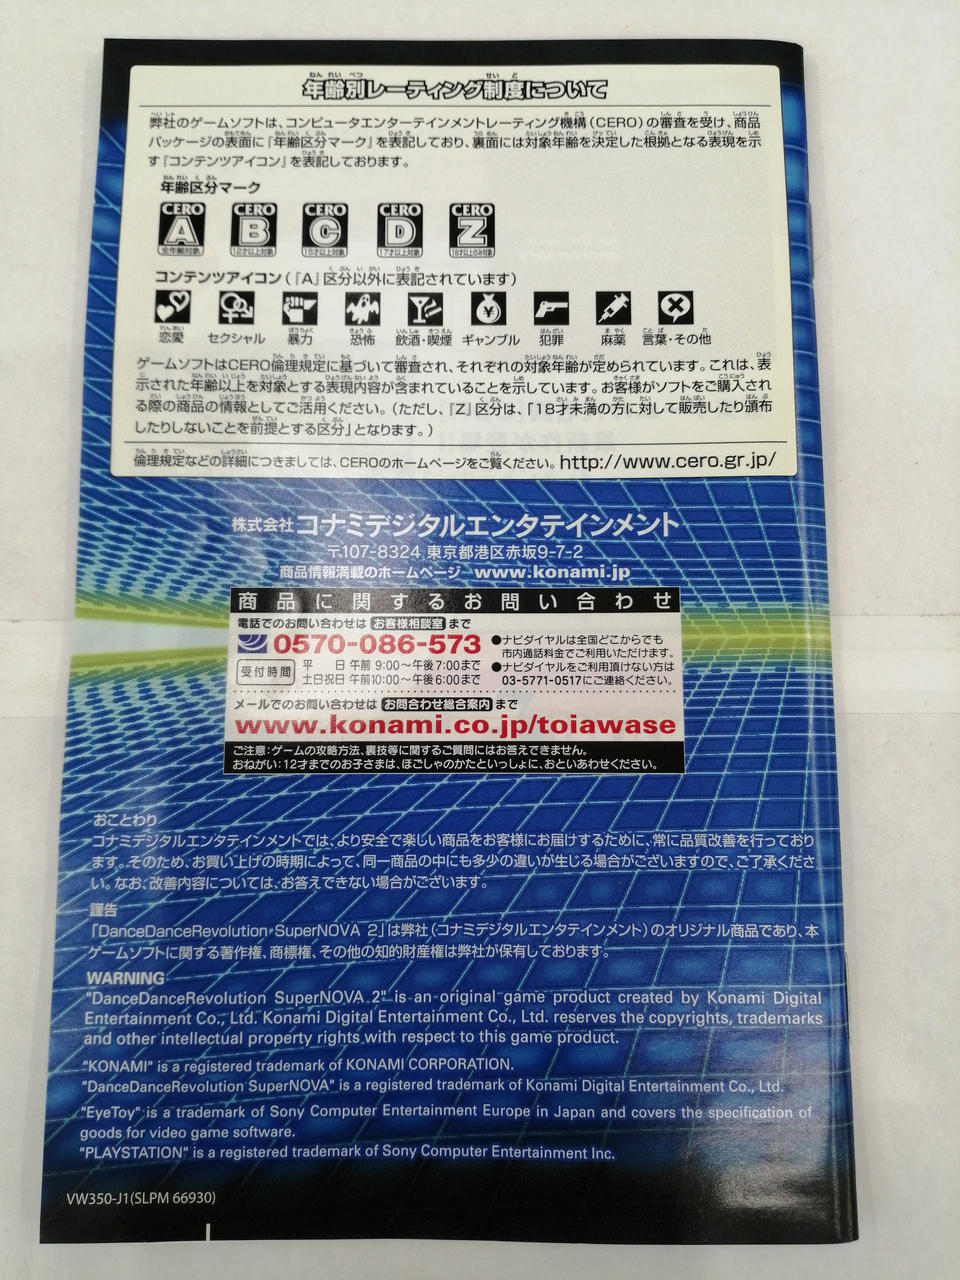 年齢別レーティング制度について
弊社のゲームソフトは、コンピュータエンターテインメントレーティング機構(CERO)の審査を受け、商品
パッケージの表面に『年齢区分マーク』を表記しており、裏面には対象年齢を決定した根拠となる表現を示
す『コンテンツアイコン』を表記しております。
年齢区分マーク
CERO A 全年齢対象
CERO B 12才以上対象
CERO C 15才以上対象
CERO D 17才以上対象
CERO Z 18才以上のみ対象
コンテンツアイコン(『A』区分以外に表記されています)
恋愛 セクシャル 暴力 恐怖 飲酒・喫煙 ギャンブル 犯罪 麻薬 言葉・その他
ゲームソフトはCERO倫理規定に基づいて審査され、それぞれの対象年齢が定められています。これは、表
示された年齢以上を対象とする表現内容が含まれていることを示しています。お客様がソフトをご購入され
る際の商品の情報としてご活用ください。(ただし、『Z』区分は、「18才未満の方に対して販売したり頒布
したりしないことを前提とする区分」となります。)
倫理規定などの詳細につきましては、CEROのホームページをご覧ください。http://www.cero.gr.jp/
株式会社コナミデジタルエンタテインメント
〒107-8324 東京都港区赤坂9-7-2
商品情報満載のホームページ www.konami.jp
商品に関するお問い合わせ
電話でのお問い合わせは お客様相談室 まで
0570-086-573
受付時間
平 日 午前 9:00〜午後7:00まで
土日祝日 午前10:00〜午後6:00まで
●ナビダイヤルは全国どこからでも
市内通話料金でご利用いただけます。
●ナビダイヤルをご利用頂けない方は
03-5771-0517にご連絡ください。
メールでのお問い合わせは お問合わせ総合案内 まで
www.konami.co.jp/toiawase
ご注意:ゲームの攻略方法、裏技等に関するご質問にはお答えできません。
おねがい:12才までのお子さまは、ほごしゃのかたといっしょに、おといあわせください。
おことわり
コナミデジタルエンタテインメントでは、より安全で楽しい商品をお客様にお届けするために、常に品質改善を行っており
ます。そのため、お買い上げの時期によって、同一商品の中にも多少の違いが生じる場合がございますので、ご了承くださ
い。なお、改善内容については、お答えできない場合がございます。
謹告
「DanceDanceRevolution SuperNOVA 2」は弊社(コナミデジタルエンタテインメント)のオリジナル商品であり、本
ゲームソフトに関する著作権、商標権、その他の知的財産権は弊社が保有しております。
WARNING
"DanceDanceRevolution SuperNOVA 2" is an original game product created by Konami Digital
Entertainment Co., Ltd. Konami Digital Entertainment Co., Ltd. reserves the copyrights, trademarks
and other intellectual property rights with respect to this game product.
"KONAMI" is a registered trademark of KONAMI CORPORATION.
"DanceDanceRevolution SuperNOVA" is a registered trademark of Konami Digital Entertainment Co., Ltd.
"EyeToy" is a trademark of Sony Computer Entertainment Europe in Japan and covers the specification of
goods for video game software.
"PLAYSTATION" is a registered trademark of Sony Computer Entertainment Inc.
VW350-J1(SLPM 66930)